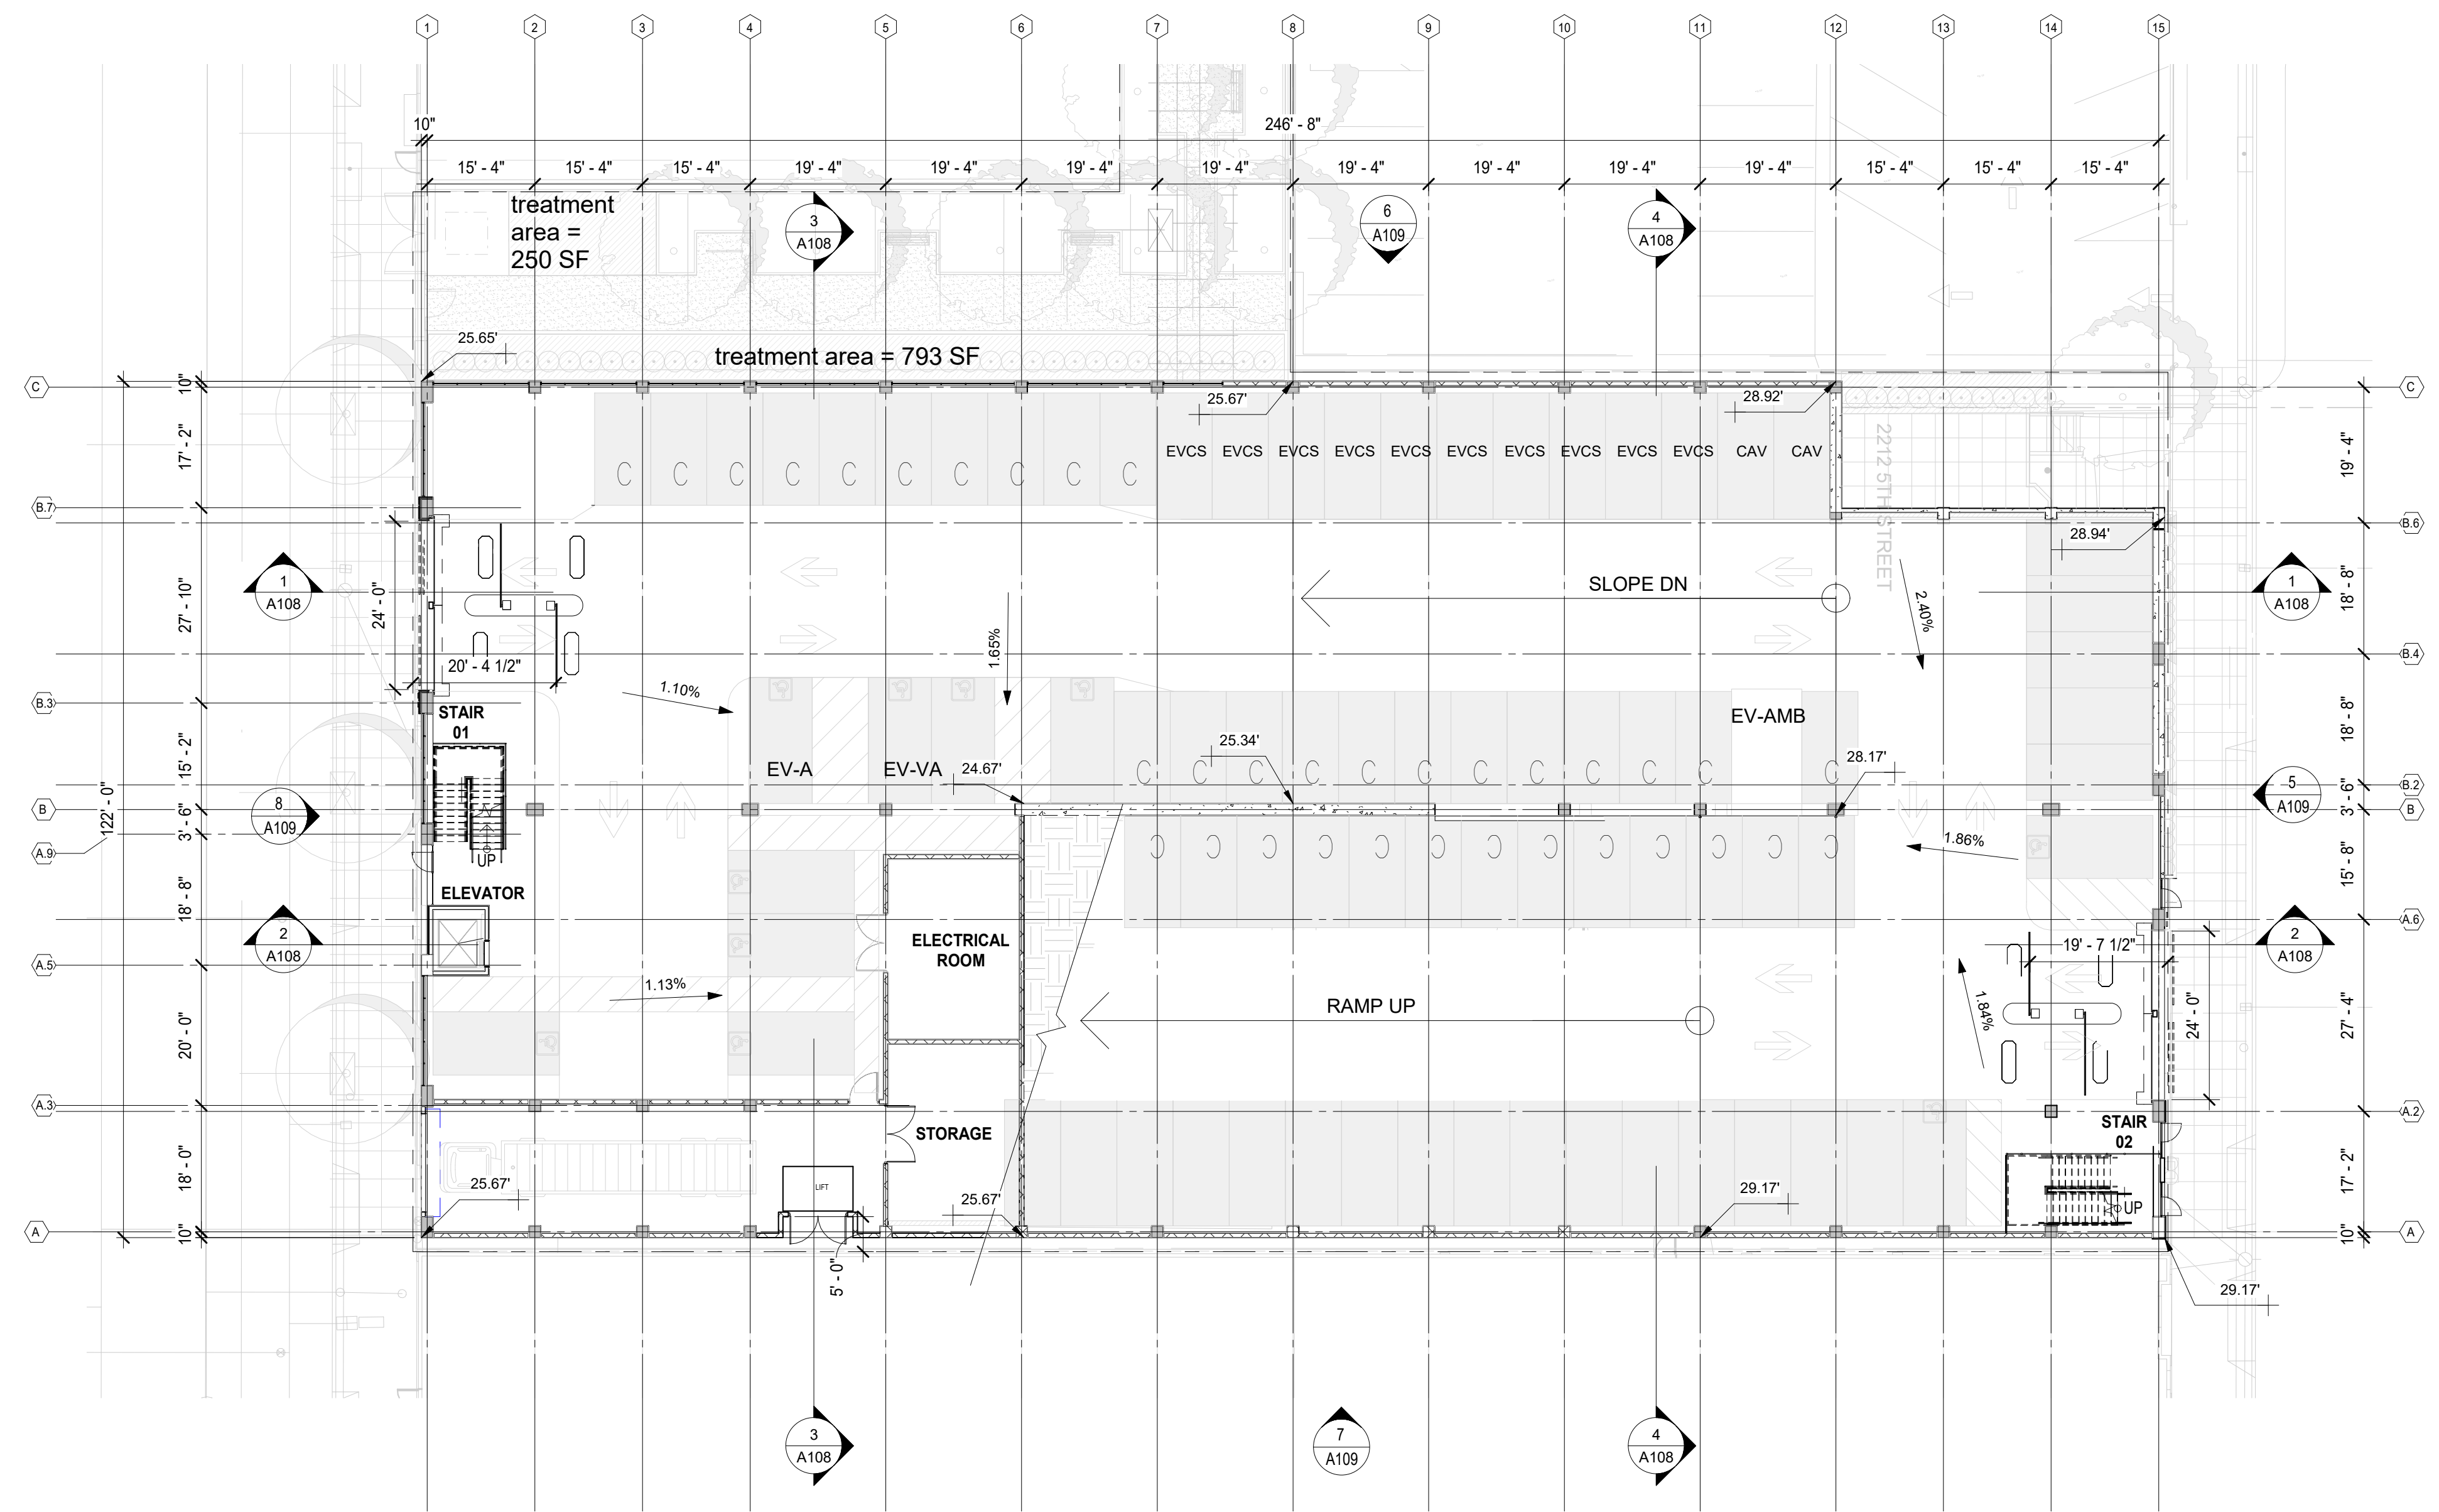 1 2 3 4 5 6 7 8 9 10 11 12 13 14 15
10" 246' - 8"
15' - 4" 15' - 4" 15' - 4" 19' - 4" 19' - 4" 19' - 4" 19' - 4" 19' - 4" 19' - 4" 19' - 4" 19' - 4" 15' - 4" 15' - 4" 15' - 4"
treatment
area =
250 SF
3
A108
6
A109
4
A108
25.65'
treatment area = 793 SF
C
10"
25.67'
28.92'
C
17' - 2"
EVCS EVCS EVCS EVCS EVCS EVCS EVCS EVCS EVCS EVCS CAV CAV
C C C C C C C C C C
2212 5TH STREET
19' - 4"
B.7
B.6
28.94'
1
A108
27' - 10"
24' - 0"
SLOPE DN
2.40%
18' - 8"
1
A108
1.65%
20' - 4 1/2"
B.4
1.10%
B.3
STAIR
01
EV-AMB
18' - 8"
15' - 2"
25.34'
28.17'
EV-A
EV-VA
24.67'
C C C C C C C C C C C C
B.2
8
A109
122' - 0"
5
A109
B
3' - 6"
3' - 6"
B
A.9
UP
C C C C C C C C C C C C C
1.86%
15' - 8"
18' - 8"
ELEVATOR
A.6
2
A108
ELECTRICAL
ROOM
19' - 7 1/2"
2
A108
A.5
1.13%
RAMP UP
1.84%
24' - 0"
27' - 4"
20' - 0"
A.3
A.2
STORAGE
STAIR
02
18' - 0"
25.67'
LIFT
25.67'
29.17'
17' - 2"
UP
A
10"
10"
A
5' - 0"
29.17'
3
A108
7
A109
4
A108